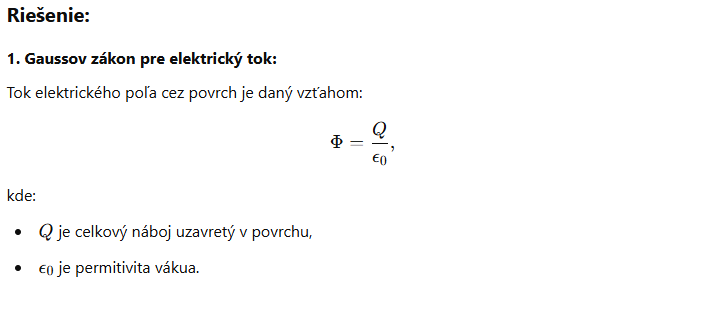 Riešenie:
1. Gaussov zákon pre elektrický tok:
Tok elektrického poľa cez povrch je daný vzťahom:
Φ = Q/ϵ₀,
kde:
• Q je celkový náboj uzavretý v povrchu,
• ϵ₀ je permitivita vákua.